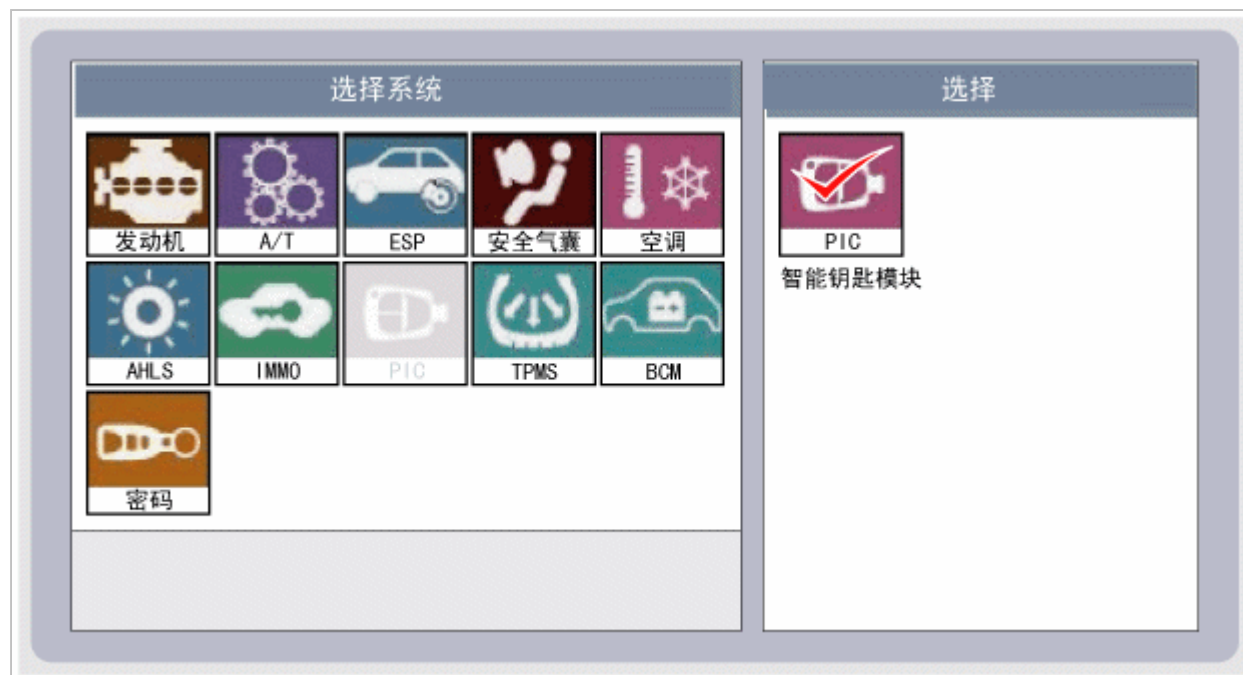 选择系统
选择
发动机
A/T
ESP
安全气囊
空调
PIC
智能钥匙模块
AHLS
IMMO
PIC
TPMS
BCM
密码